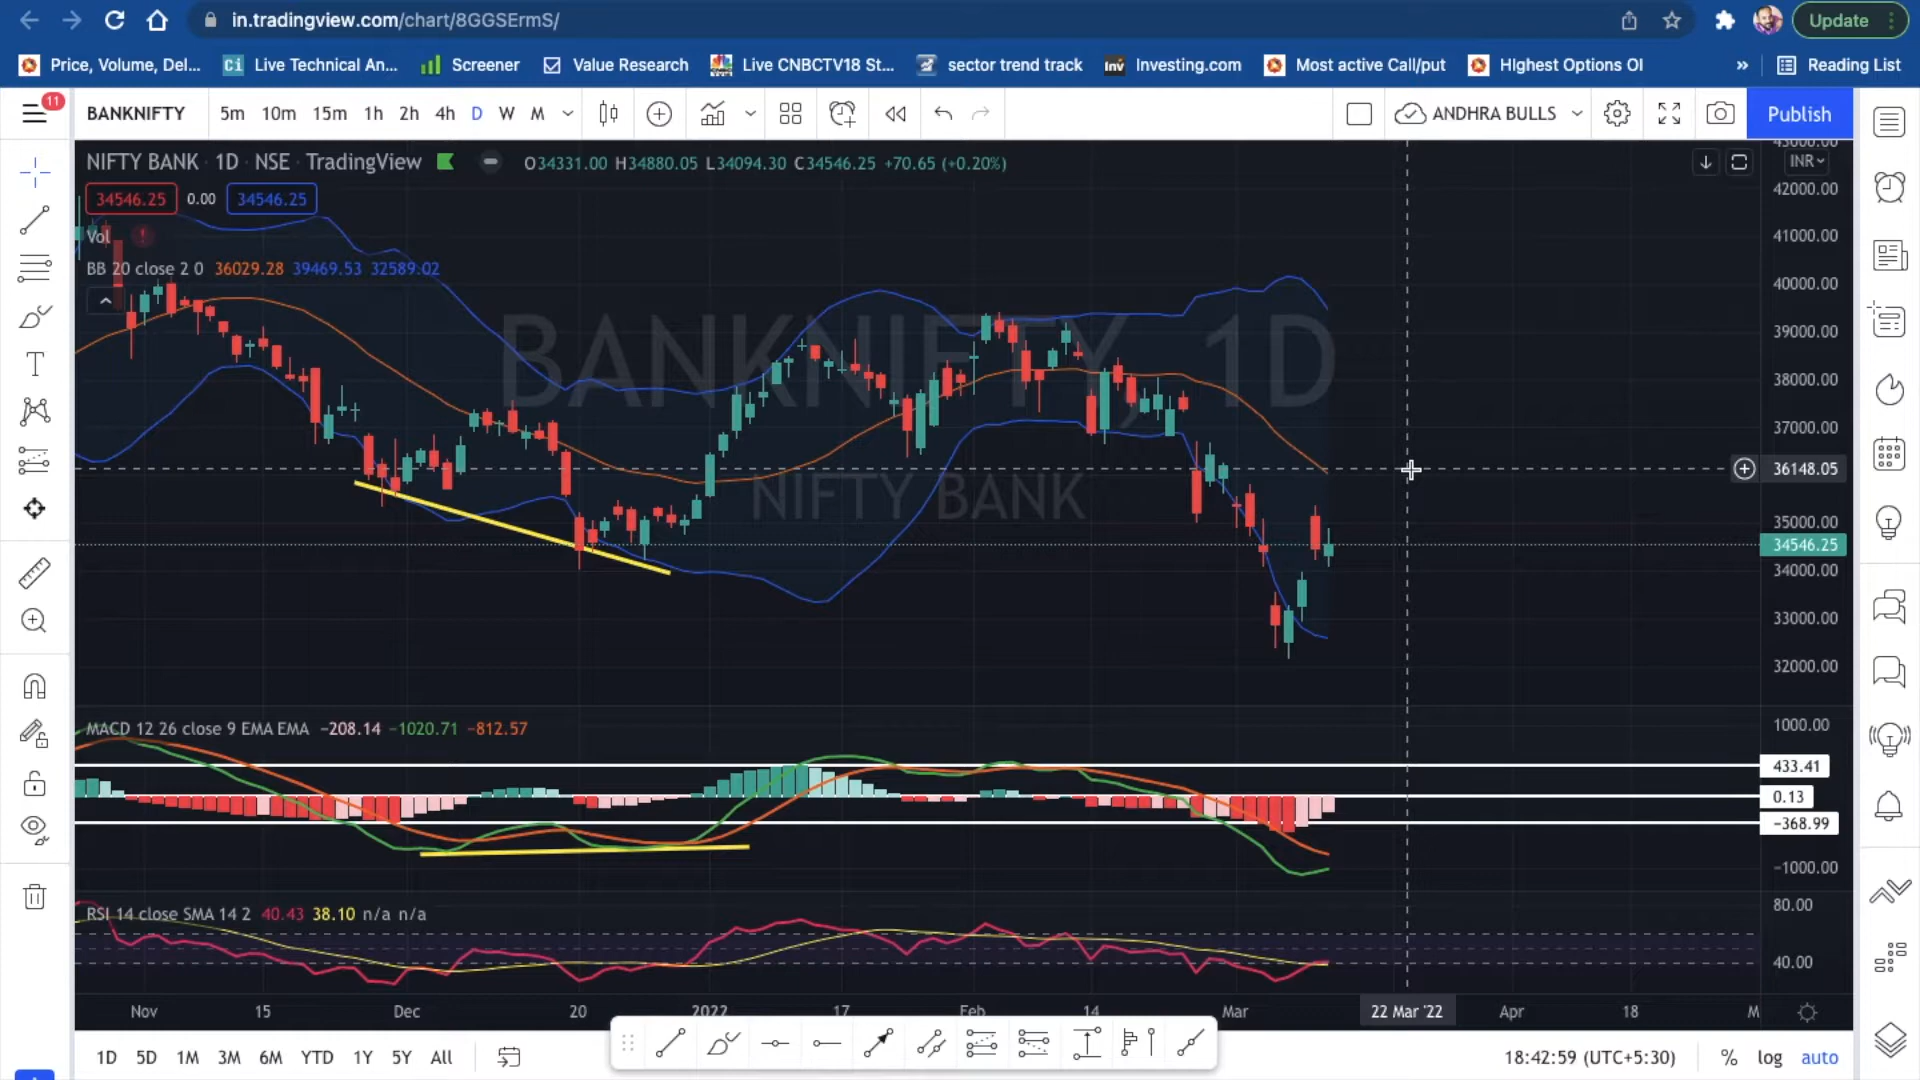 in.tradingview.com/chart/8GGSErmS/
Update
Price, Volume, Del...
Ci Live Technical An...
Screener
Value Research
Live CNBCTV18 St...
sector trend track
inv Investing.com
Most active Call/put
HIghest Options OI
»
Reading List
11
BANKNIFTY
5m 10m 15m 1h 2h 4h D W M
ANDHRA BULLS
Publish
NIFTY BANK · 1D · NSE · TradingView
O34331.00 H34880.05 L34094.30 C34546.25 +70.65 (+0.20%)
INR
34546.25 0.00 34546.25
Vol !
BB 20 close 2 0 36029.28 39469.53 32589.02
BANKNIFTY, 1D
NIFTY BANK
43000.00
42000.00
41000.00
40000.00
39000.00
38000.00
37000.00
36148.05
35000.00
34546.25
34000.00
33000.00
32000.00
MACD 12 26 close 9 EMA EMA −208.14 −1020.71 −812.57
1000.00
433.41
0.13
−368.99
−1000.00
RSI 14 close SMA 14 2 40.43 38.10 n/a n/a
80.00
40.00
Nov 15 Dec 20 2022 17 Feb 14 Mar 22 Mar '22 Apr 18 M
1D 5D 1M 3M 6M YTD 1Y 5Y All
18:42:59 (UTC+5:30) % log auto
T